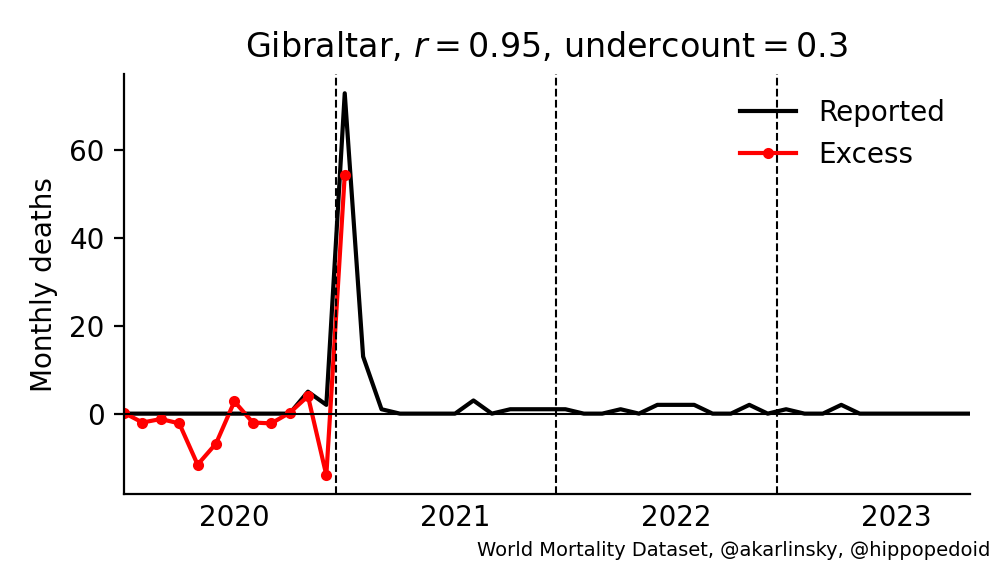 Gibraltar, r = 0.95, undercount = 0.3
Reported
Excess
Monthly deaths
60
40
20
0
2020 2021 2022 2023
World Mortality Dataset, @akarlinsky, @hippopedoid